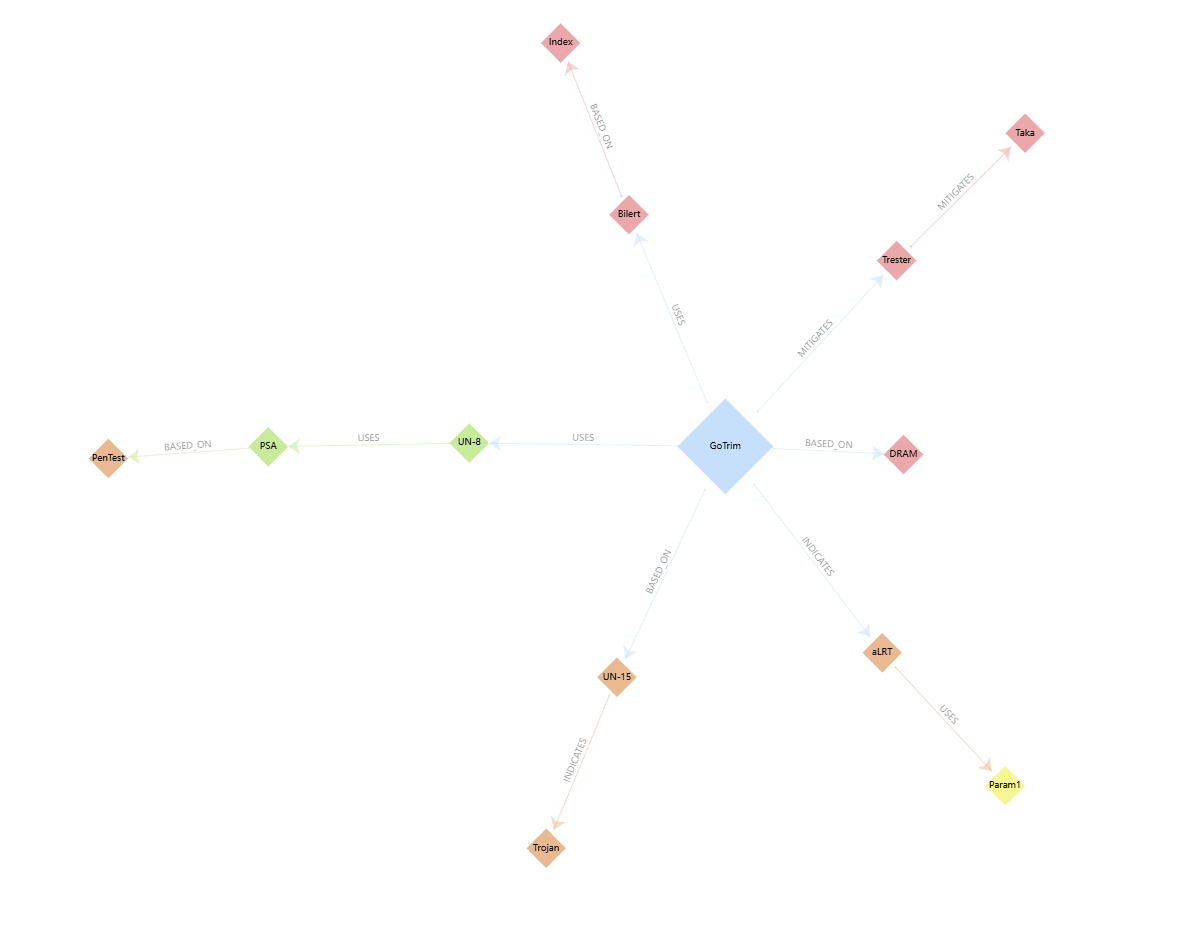 Index
BASED_ON
Taka
MITIGATES
Bilert
Trester
USES
MITIGATES
PenTest
BASED_ON
PSA
USES
UN-8
USES
GoTrim
BASED_ON
DRAM
BASED_ON
INDICATES
aLRT
UN-15
USES
INDICATES
Param1
Trojan